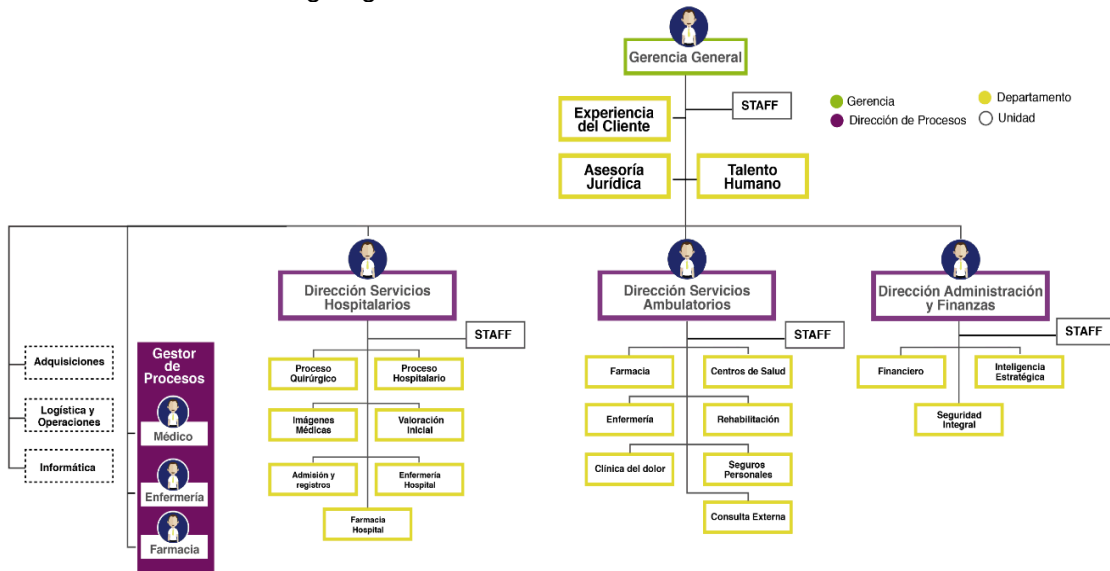 Gerencia General
STAFF
Experiencia
del Cliente
Gerencia
Departamento
Dirección de Procesos
Unidad
Asesoría
Jurídica
Talento
Humano
Dirección Servicios
Hospitalarios
Dirección Servicios
Ambulatorios
Dirección Administración
y Finanzas
STAFF
STAFF
STAFF
Adquisiciones
Logística y
Operaciones
Informática
Gestor
de
Procesos
Médico
Enfermería
Farmacia
Proceso
Quirúrgico
Proceso
Hospitalario
Imágenes
Médicas
Valoración
Inicial
Admisión y
registros
Enfermería
Hospital
Farmacia
Hospital
Farmacia
Centros de Salud
Enfermería
Rehabilitación
Clínica del dolor
Seguros
Personales
Consulta Externa
Financiero
Inteligencia
Estratégica
Seguridad
Integral